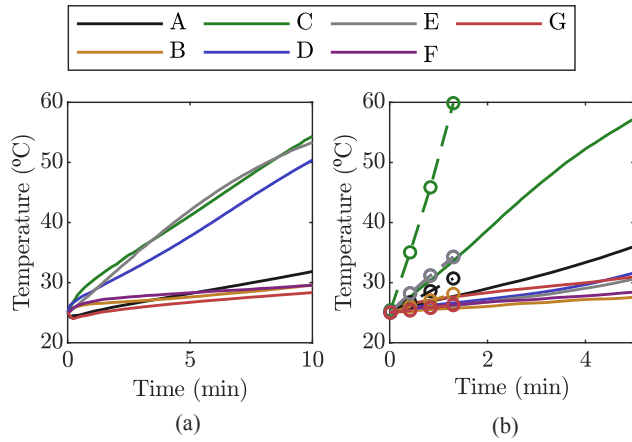 A C E G
B D F
60 60
50 50
40 40
30 30
20 20
Temperature (ºC) Temperature (ºC)
0 5 10 0 2 4
Time (min) Time (min)
(a) (b)